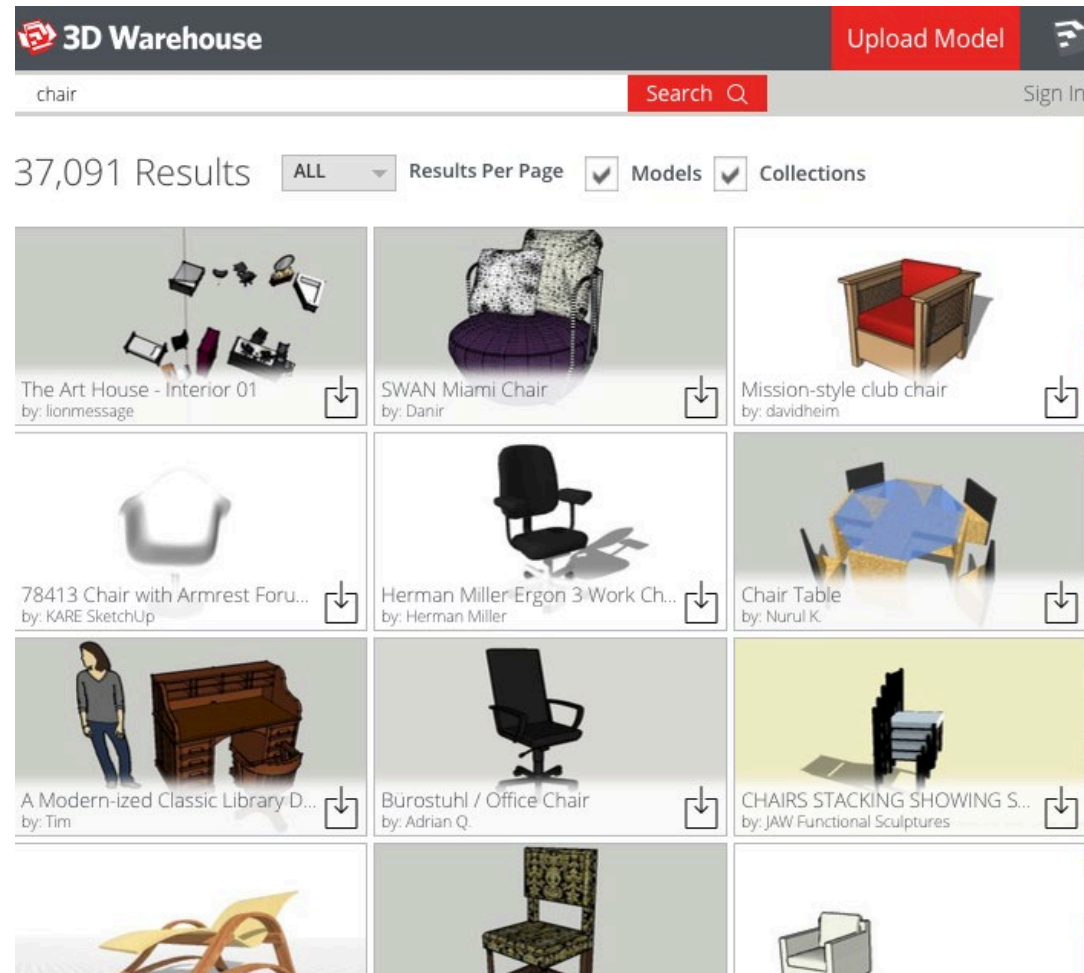 3D Warehouse
Upload Model
chair
Search
Sign In
37,091 Results
ALL
Results Per Page
Models
Collections
The Art House - Interior 01
by: lionmessage
SWAN Miami Chair
by: Danir
Mission-style club chair
by: davidheim
78413 Chair with Armrest Foru...
by: KARE SketchUp
Herman Miller Ergon 3 Work Ch...
by: Herman Miller
Chair Table
by: Nurul K.
A Modern-ized Classic Library D...
by: Tim
Bürostuhl / Office Chair
by: Adrian Q.
CHAIRS STACKING SHOWING S...
by: JAW Functional Sculptures